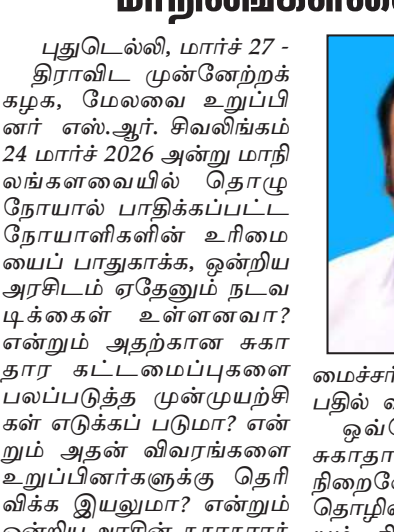 புதுடெல்லி, மார்ச் 27 -
திராவிட முன்னேற்றக்
கழக, மேலவை உறுப்பி
னர் எஸ்.ஆர். சிவலிங்கம்
24 மார்ச் 2026 அன்று மாநி
லங்களவையில் தொழு
நோயால் பாதிக்கப்பட்ட
நோயாளிகளின் உரிமை
யைப் பாதுகாக்க, ஒன்றிய
அரசிடம் ஏதேனும் நடவ
டிக்கைகள் உள்ளனவா?
என்றும் அதற்கான சுகா
தார கட்டமைப்புகளை
பலப்படுத்த முன்முயற்சி
கள் எடுக்கப் படுமா? என்
றும் அதன் விவரங்களை
உறுப்பினர்களுக்கு தெரி
விக்க இயலுமா? என்றும்
மைச்சர்
பதில்
ஒவ்
சுகாதா
நிறைவே